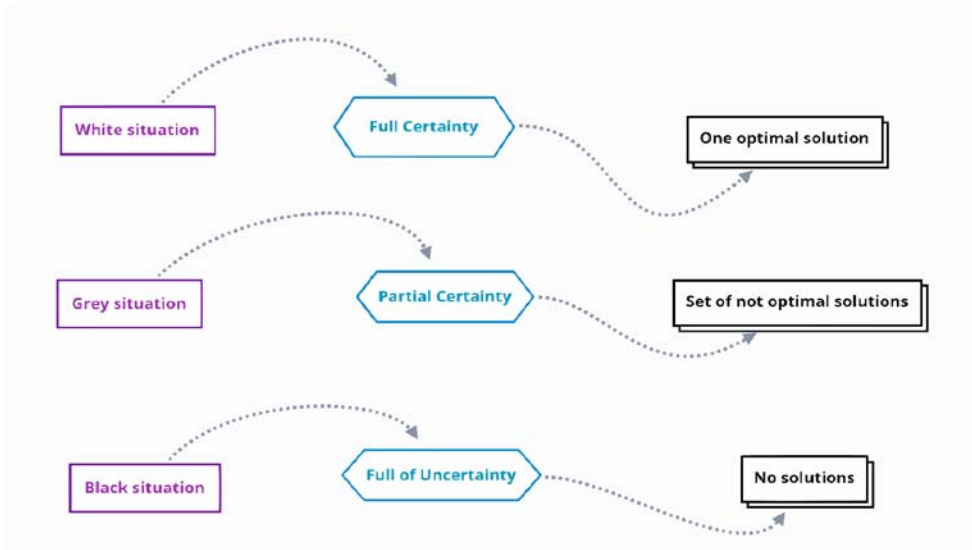 White situation
Full Certainty
One optimal solution
Grey situation
Partial Certainty
Set of not optimal solutions
Black situation
Full of Uncertainty
No solutions